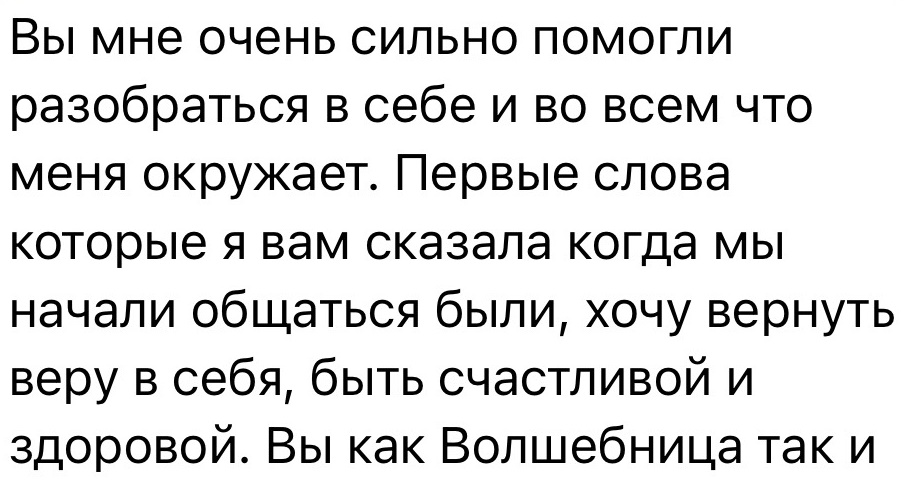 Вы мне очень сильно помогли
разобраться в себе и во всем что
меня окружает. Первые слова
которые я вам сказала когда мы
начали общаться были, хочу вернуть
веру в себя, быть счастливой и
здоровой. Вы как Волшебница так и